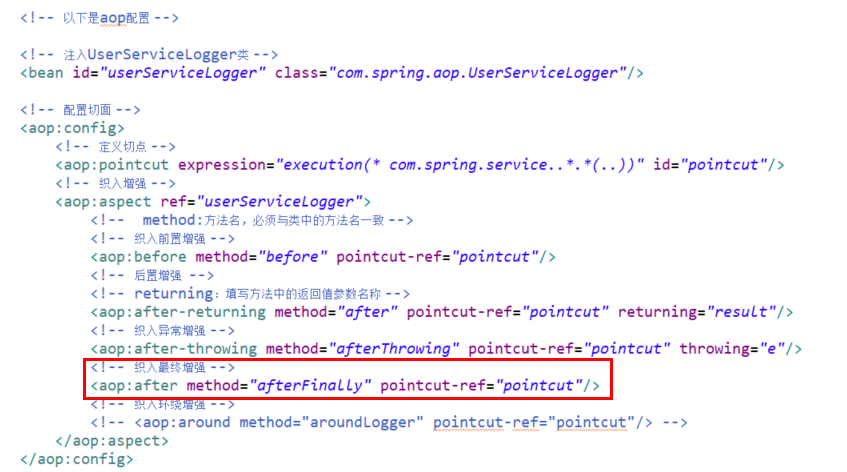 <!-- 以下是aop配置 -->
<!-- 注入UserServiceLogger类 -->
<bean id="userServiceLogger" class="com.spring.aop.UserServiceLogger"/>
<!-- 配置切面 -->
<aop:config>
<!-- 定义切点 -->
<aop:pointcut expression="execution(* com.spring.service..*.*(..))" id="pointcut"/>
<!-- 织入增强 -->
<aop:aspect ref="userServiceLogger">
<!-- method:方法名，必须与类中的方法名一致 -->
<!-- 织入前置增强 -->
<aop:before method="before" pointcut-ref="pointcut"/>
<!-- 后置增强 -->
<!-- returning：填写方法中的返回值参数名称 -->
<aop:after-returning method="after" pointcut-ref="pointcut" returning="result"/>
<!-- 织入异常增强 -->
<aop:after-throwing method="afterThrowing" pointcut-ref="pointcut" throwing="e"/>
<!-- 织入最终增强 -->
<aop:after method="afterFinally" pointcut-ref="pointcut"/>
<!-- 织入环绕增强 -->
<!-- <aop:around method="aroundLogger" pointcut-ref="pointcut"/> -->
</aop:aspect>
</aop:config>